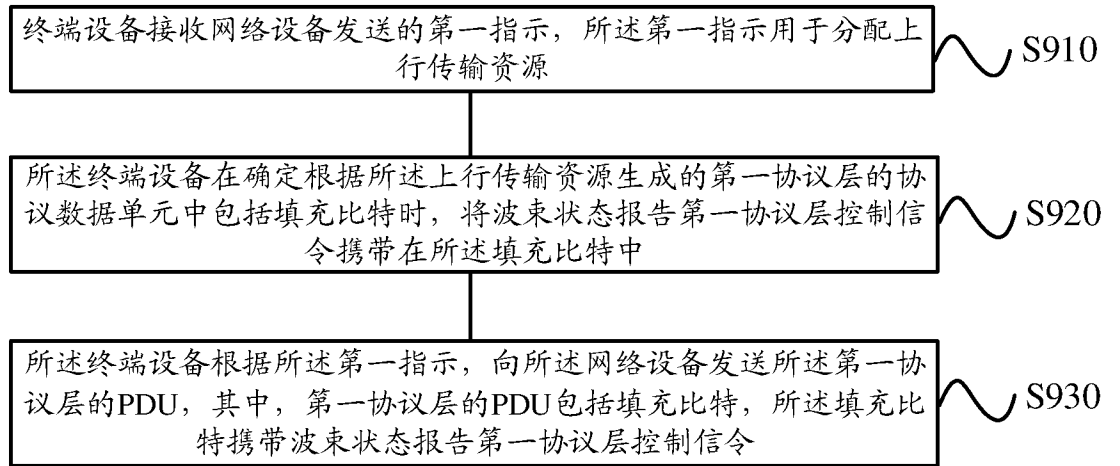 终端设备接收网络设备发送的第一指示，所述第一指示用于分配上
行传输资源
S910
所述终端设备在确定根据所述上行传输资源生成的第一协议层的协
议数据单元中包括填充比特时，将波束状态报告第一协议层控制信
令携带在所述填充比特中
S920
所述终端设备根据所述第一指示，向所述网络设备发送所述第一协
议层的PDU，其中，第一协议层的PDU包括填充比特，所述填充比
特携带波束状态报告第一协议层控制信令
S930